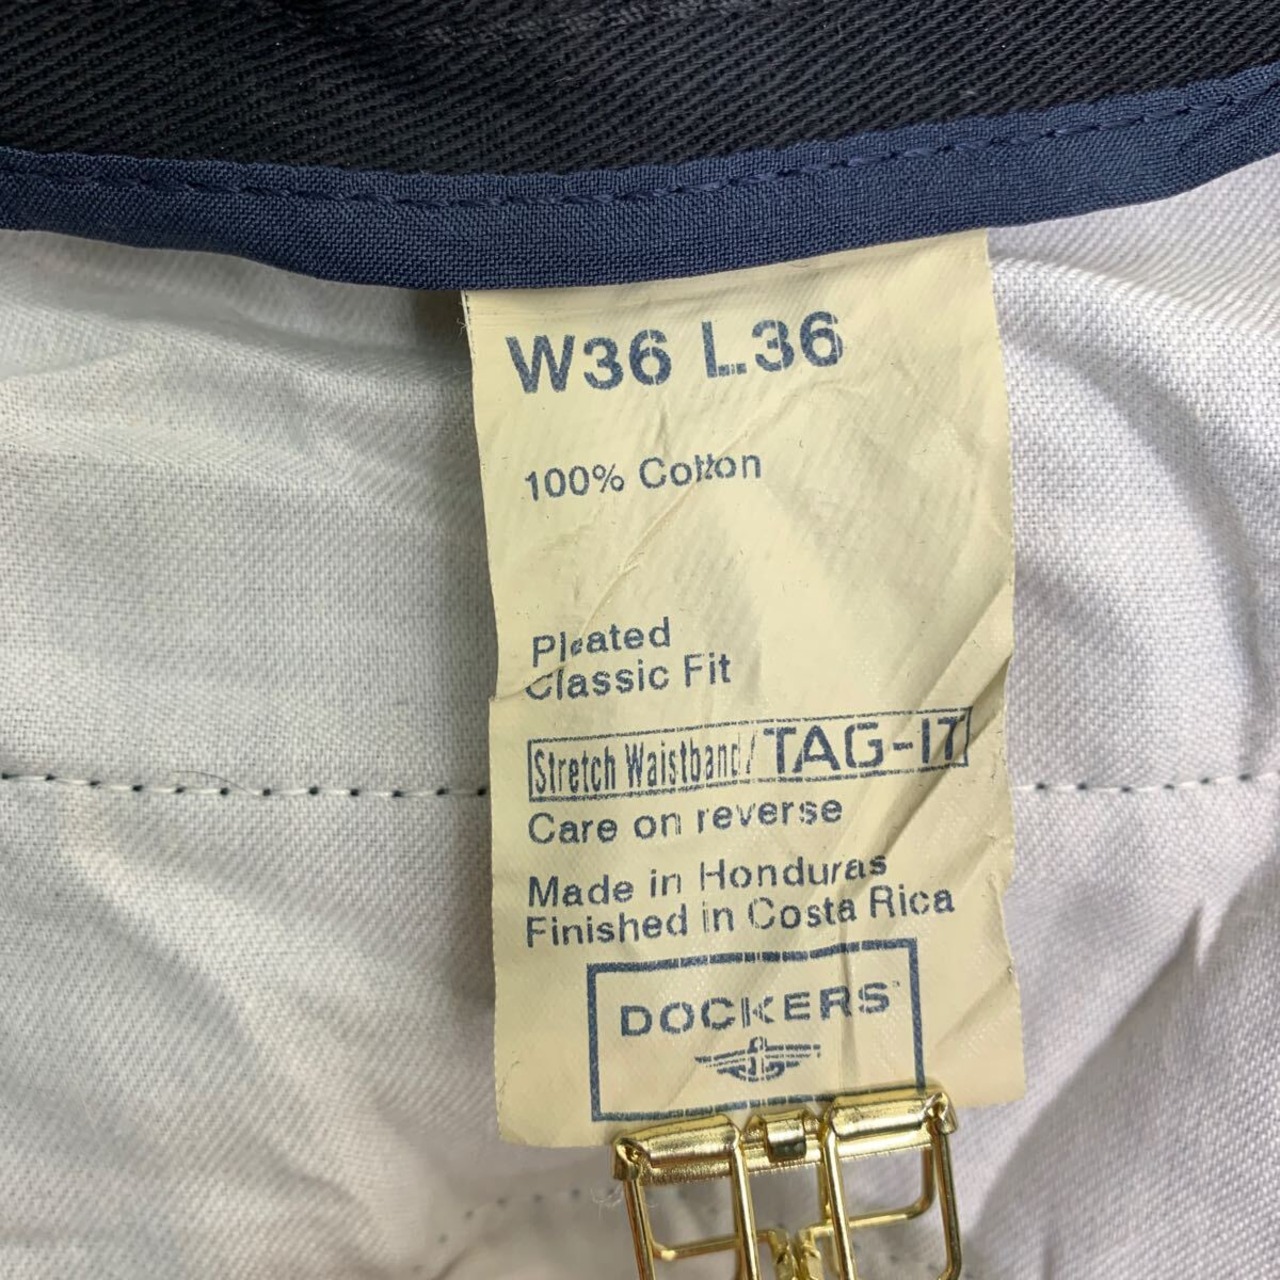 W36 L36
100% Cotton
Pleated
Classic Fit
Stretch Waistband/TAG-IT
Care on reverse
Made in Honduras
Finished in Costa Rica
DOCKERS